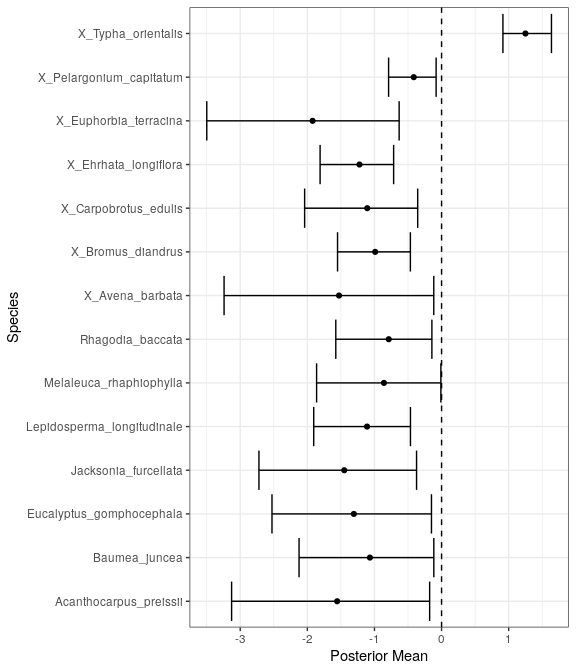 X_Typha_orientalis
X_Pelargonium_capitatum
X_Euphorbia_terracina
X_Ehrhata_longiflora
X_Carpobrotus_edulis
X_Bromus_diandrus
X_Avena_barbata
Rhagodia_baccata
Melaleuca_rhaphiophylla
Lepidosperma_longitudinale
Jacksonia_furcellata
Eucalyptus_gomphocephala
Baumea_juncea
Acanthocarpus_preissii
Species
-3 -2 -1 0 1
Posterior Mean